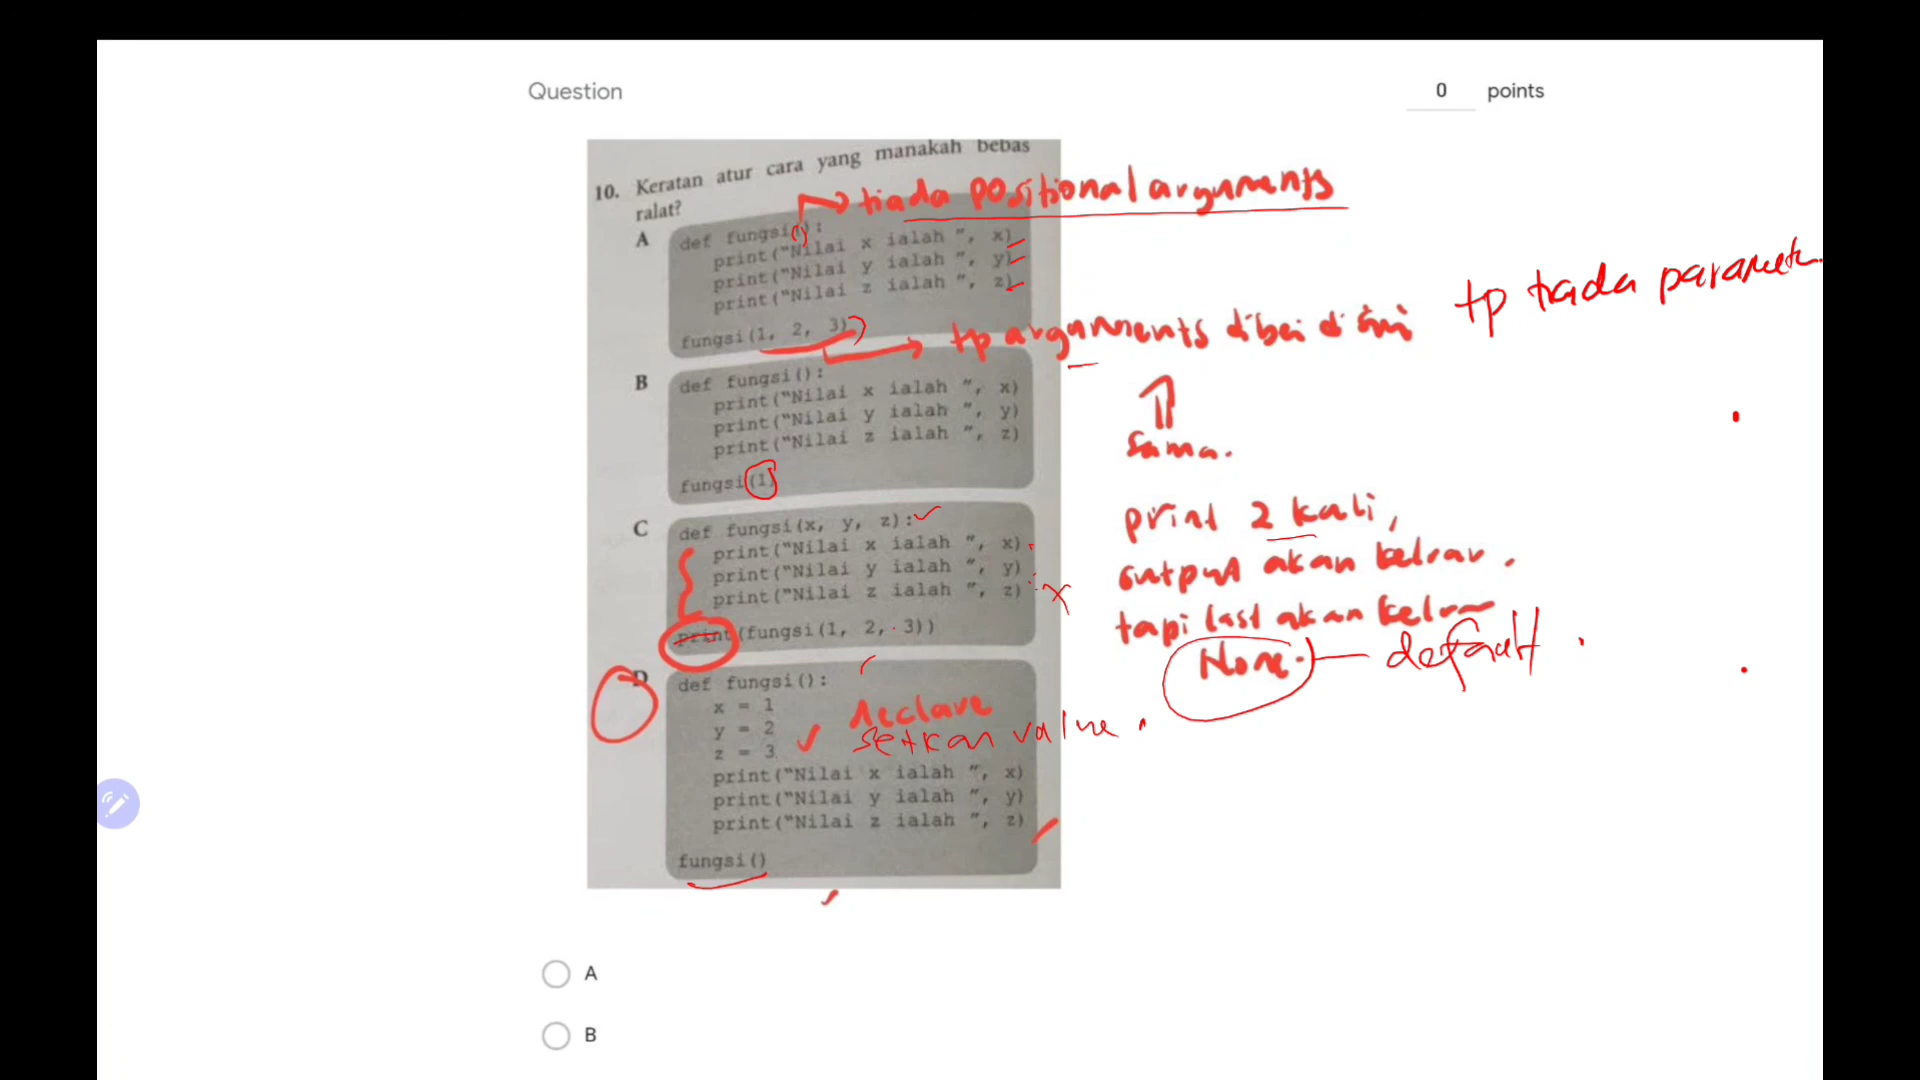 Question
0 points
10. Keratan atur cara yang manakah bebas
ralat?
tiada positional arguments
A
def fungsi():
print("Nilai x ialah ", x)
print("Nilai y ialah ", y)
print("Nilai z ialah ", z)
fungsi(1, 2, 3)
tp arguments diberi di sini
tp tiada
B
def fungsi():
print("Nilai x ialah ", x)
print("Nilai y ialah ", y)
print("Nilai z ialah ", z)
fungsi(1)
sama.
C
def fungsi(x, y, z):
print("Nilai x ialah ", x)
print("Nilai y ialah ", y)
print("Nilai z ialah ", z)
print(fungsi(1, 2, 3))
print 2 kali,
output akan keluar.
tapi last akan keluar
None. default.
D
def fungsi():
x = 1
y = 2
z = 3
print("Nilai x ialah ", x)
print("Nilai y ialah ", y)
print("Nilai z ialah ", z)
fungsi()
declare
setkan value.
A
B